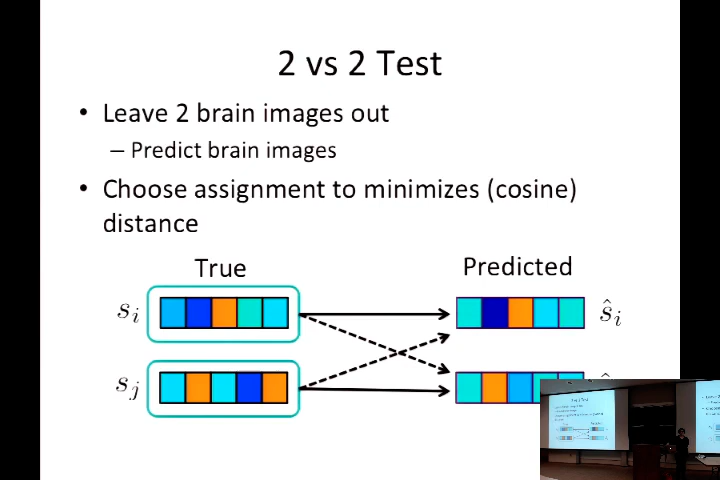 2 vs 2 Test
• Leave 2 brain images out
– Predict brain images
• Choose assignment to minimizes (cosine)
distance
True Predicted
s_i ŝ_i
s_j